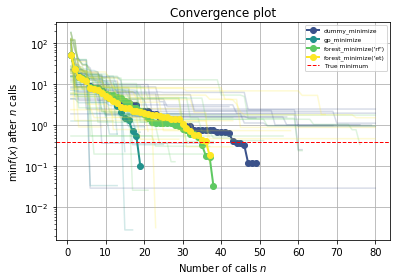 Convergence plot
min f(x) after n calls
10²
10¹
10⁰
10⁻¹
10⁻²
dummy_minimize
gp_minimize
forest_minimize('rf')
forest_minimize('et)
True minimum
0 10 20 30 40 50 60 70 80
Number of calls n